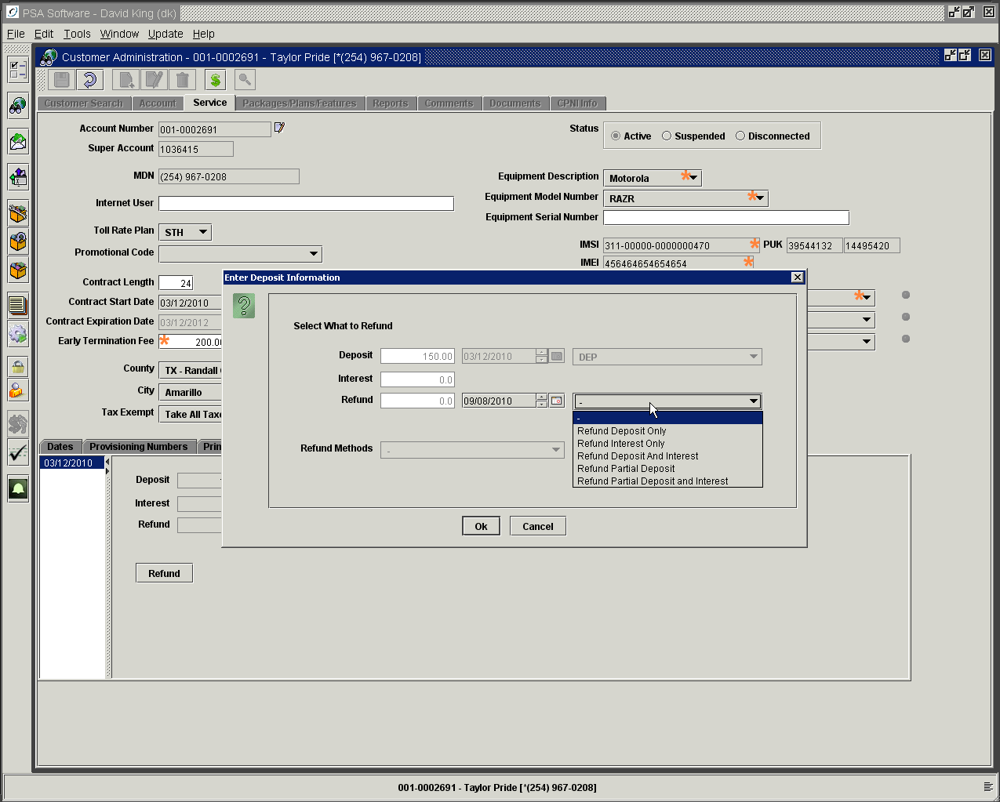 PSA Software - David King (dk)
File Edit Tools Window Update Help
Customer Administration - 001-0002691 - Taylor Pride [*(254) 967-0208]
Customer Search Account Service Packages/Plans/Features Reports Comments Documents CPNI Info
Account Number 001-0002691
Super Account 1036415
Status Active Suspended Disconnected
MDN (254) 967-0208
Equipment Description Motorola
Internet User
Equipment Model Number RAZR
Equipment Serial Number
Toll Rate Plan STH
IMSI 311-00000-0000000470 PUK 39544132 14495420
Promotional Code
IMEI 456464654654654
Enter Deposit Information
Contract Length 24
Contract Start Date 03/12/2010
Contract Expiration Date 03/12/2012
Early Termination Fee 200.0
Select What to Refund
Deposit 150.00 03/12/2010 DEP
Interest 0.0
Refund 0.0 09/08/2010 -
-
Refund Deposit Only
Refund Interest Only
Refund Deposit And Interest
Refund Partial Deposit
Refund Partial Deposit and Interest
Refund Methods -
Ok Cancel
County TX - Randall
City Amarillo
Tax Exempt Take All Tax
Dates Provisioning Numbers Prin
03/12/2010
Deposit
Interest
Refund
Refund
001-0002691 - Taylor Pride [*(254) 967-0208]